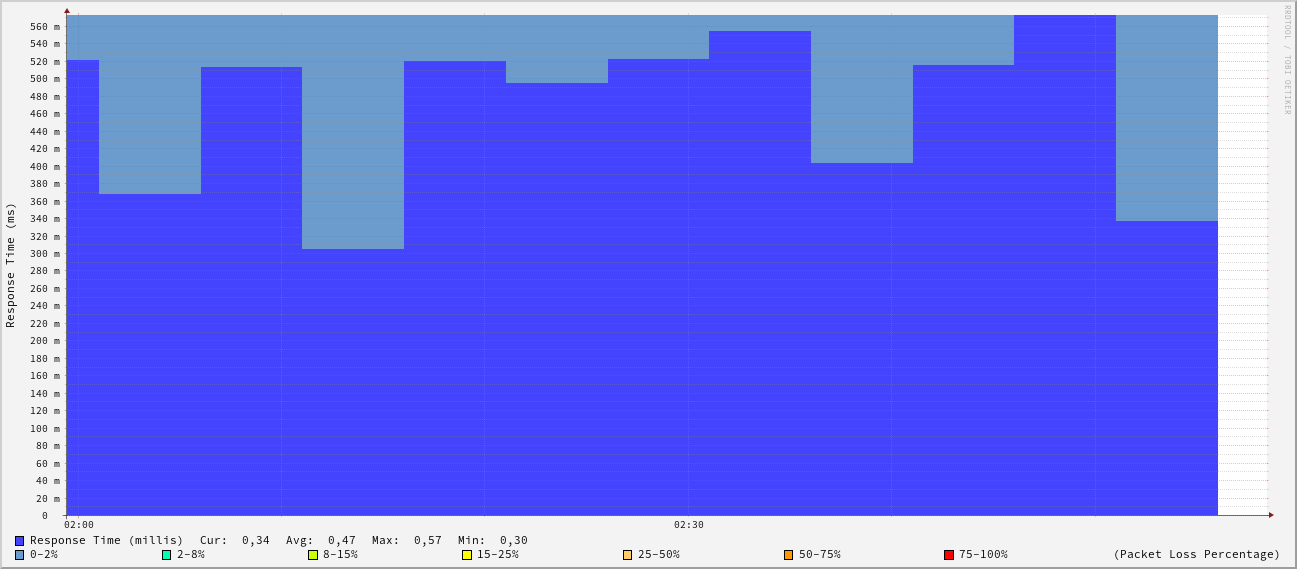 RRDTOOL / TOBI OETIKER
Response Time (ms)
560 m
540 m
520 m
500 m
480 m
460 m
440 m
420 m
400 m
380 m
360 m
340 m
320 m
300 m
280 m
260 m
240 m
220 m
200 m
180 m
160 m
140 m
120 m
100 m
80 m
60 m
40 m
20 m
0
02:00 02:30
Response Time (millis) Cur: 0,34 Avg: 0,47 Max: 0,57 Min: 0,30
0-2% 2-8% 8-15% 15-25% 25-50% 50-75% 75-100% (Packet Loss Percentage)